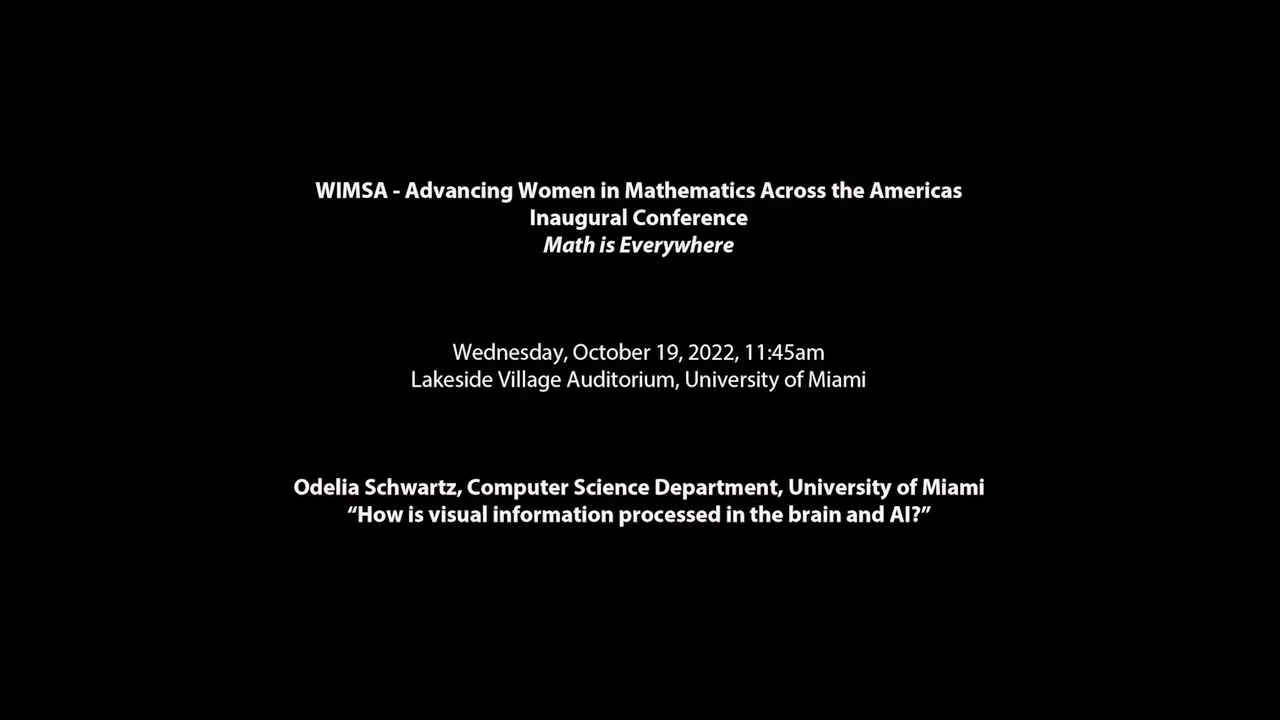 WIMSA - Advancing Women in Mathematics Across the Americas
Inaugural Conference
Math is Everywhere
Wednesday, October 19, 2022, 11:45am
Lakeside Village Auditorium, University of Miami
Odelia Schwartz, Computer Science Department, University of Miami
“How is visual information processed in the brain and AI?”